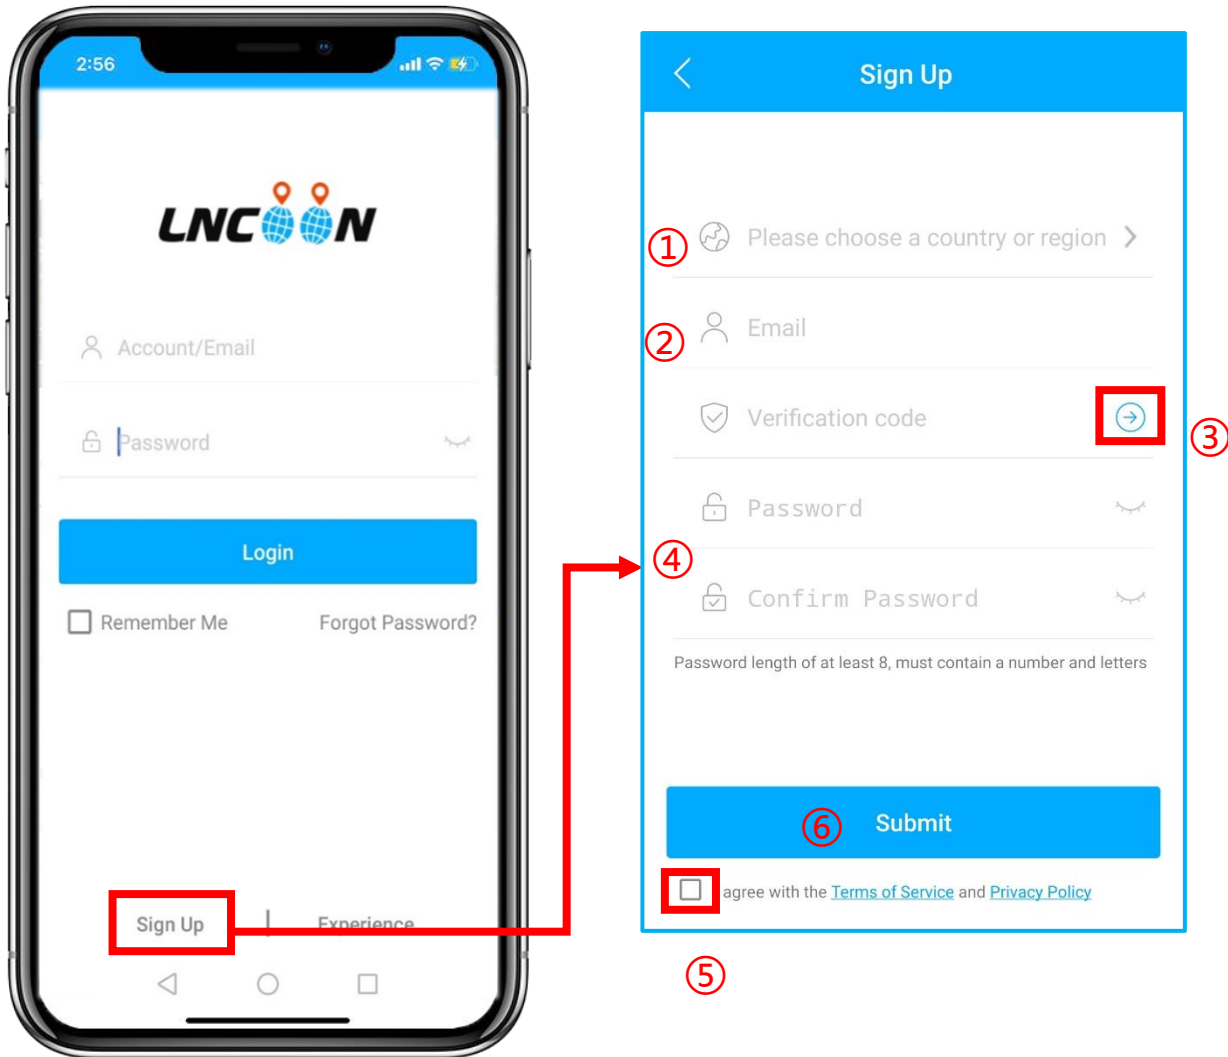 2:56
LNCOON
Account/Email
Password
Login
Remember Me
Forgot Password?
Sign Up
Experience
Sign Up
① Please choose a country or region
② Email
Verification code
③
Password
④
Confirm Password
Password length of at least 8, must contain a number and letters
⑥ Submit
agree with the Terms of Service and Privacy Policy
⑤